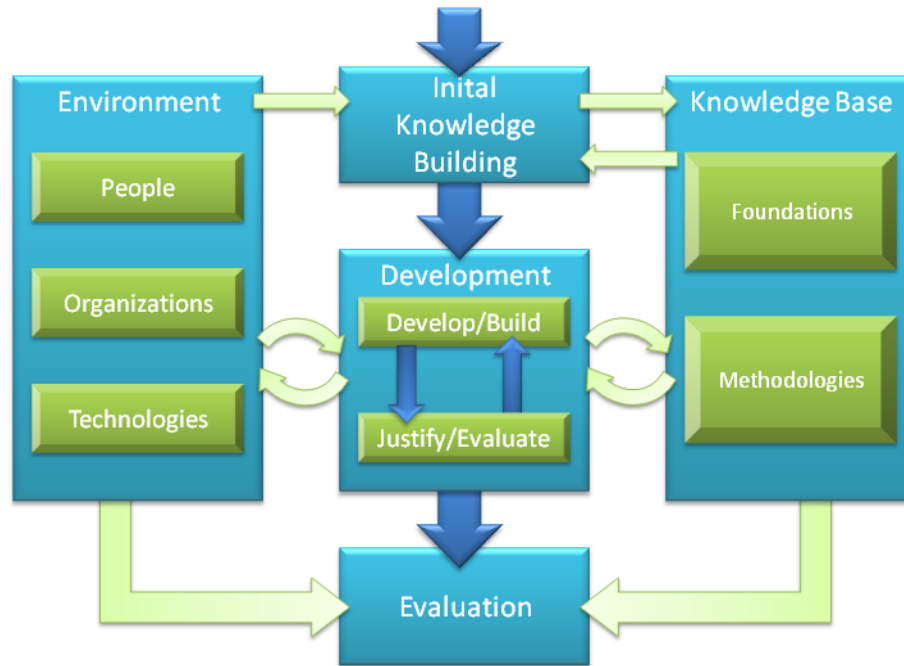 Environment
People
Organizations
Technologies
Inital
Knowledge
Building
Development
Develop/Build
Justify/Evaluate
Evaluation
Knowledge Base
Foundations
Methodologies